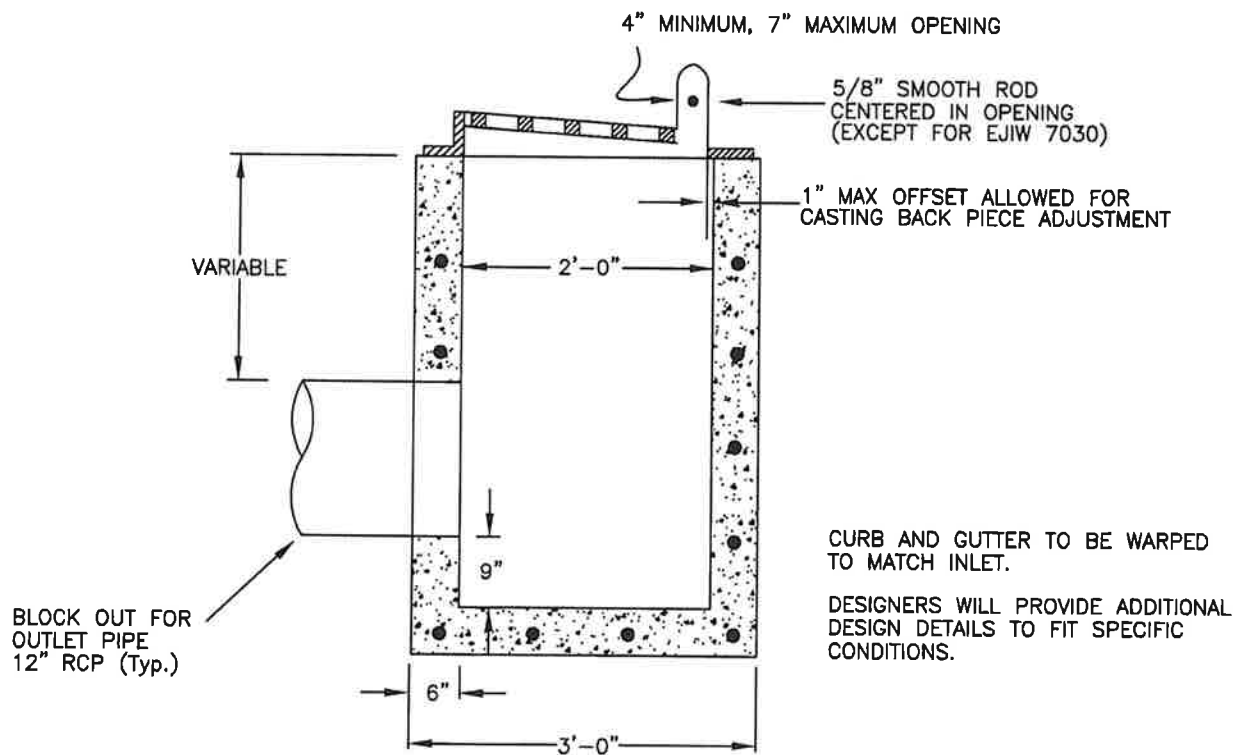 4" MINIMUM, 7" MAXIMUM OPENING
5/8" SMOOTH ROD
CENTERED IN OPENING
(EXCEPT FOR EJIW 7030)
1" MAX OFFSET ALLOWED FOR
CASTING BACK PIECE ADJUSTMENT
VARIABLE
2'-0"
9"
CURB AND GUTTER TO BE WARPED
TO MATCH INLET.
DESIGNERS WILL PROVIDE ADDITIONAL
DESIGN DETAILS TO FIT SPECIFIC
CONDITIONS.
BLOCK OUT FOR
OUTLET PIPE
12" RCP (Typ.)
6"
3'-0"